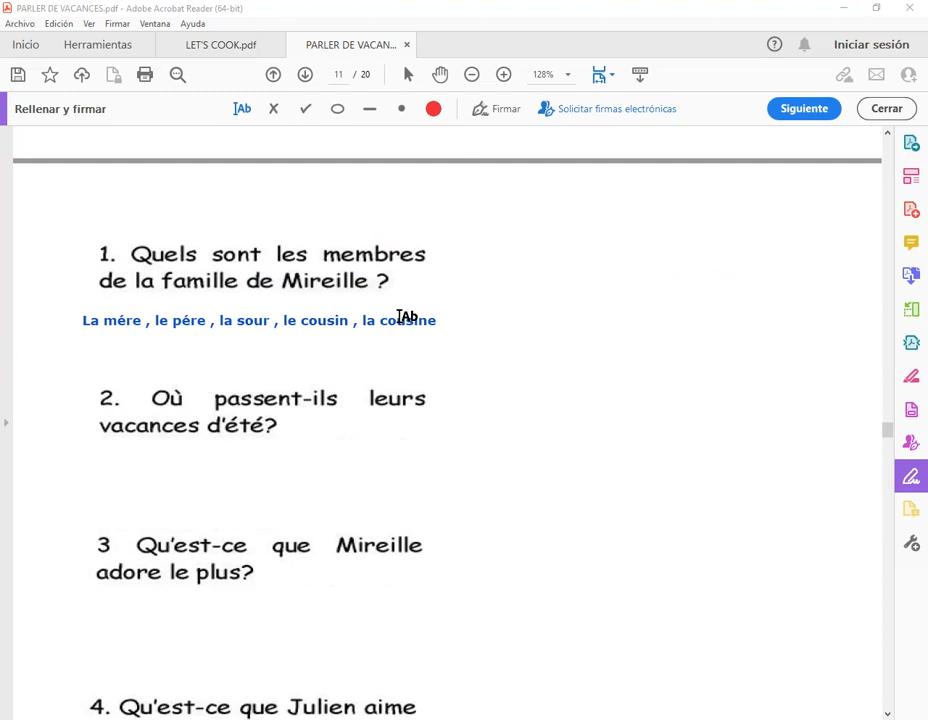 PARLER DE VACANCES.pdf - Adobe Acrobat Reader (64-bit)
Archivo Edición Ver Firmar Ventana Ayuda
Inicio Herramientas LET'S COOK.pdf PARLER DE VACAN... × Iniciar sesión
11 / 20 128%
Rellenar y firmar Ab Firmar Solicitar firmas electrónicas Siguiente Cerrar
1. Quels sont les membres
de la famille de Mireille ?
La mére , le pére , la sour , le cousin , la cousine
Ab
2. Où passent-ils leurs
vacances d'été?
3 Qu'est-ce que Mireille
adore le plus?
4. Qu'est-ce que Julien aime